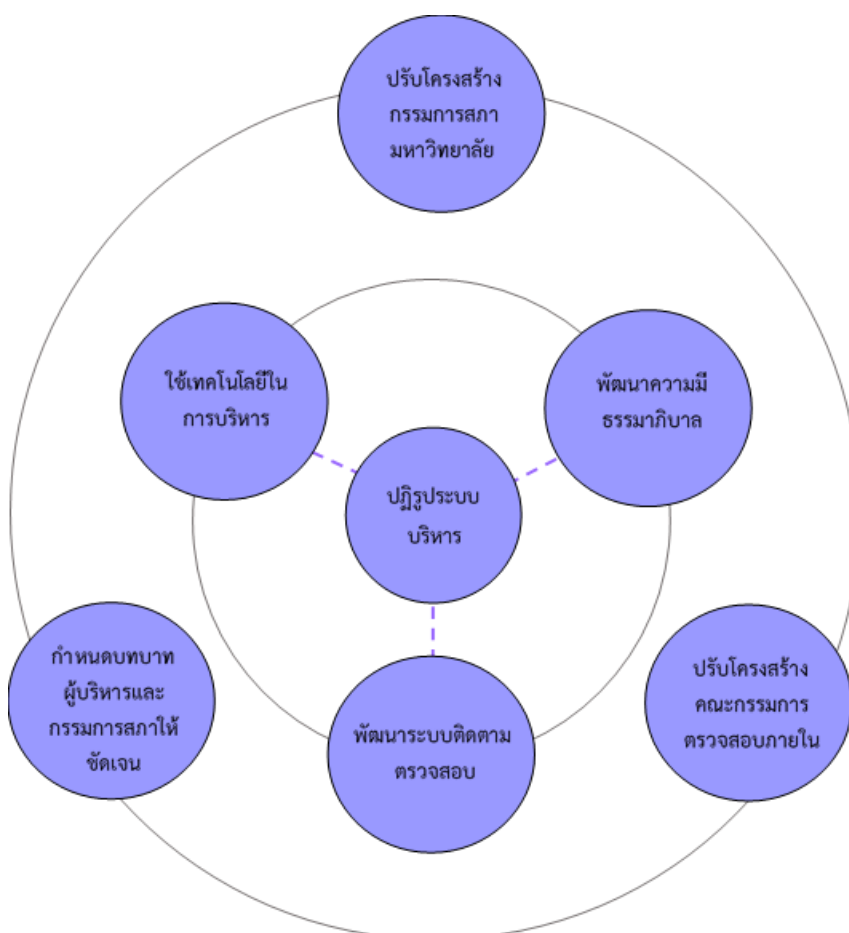 ปรับโครงสร้าง
กรรมการสภา
มหาวิทยาลัย
ใช้เทคโนโลยีใน
การบริหาร
พัฒนาความมี
ธรรมาภิบาล
ปฏิรูประบบ
บริหาร
กำหนดบทบาท
ผู้บริหารและ
กรรมการสภาให้
ชัดเจน
พัฒนาระบบติดตาม
ตรวจสอบ
ปรับโครงสร้าง
คณะกรรมการ
ตรวจสอบภายใน